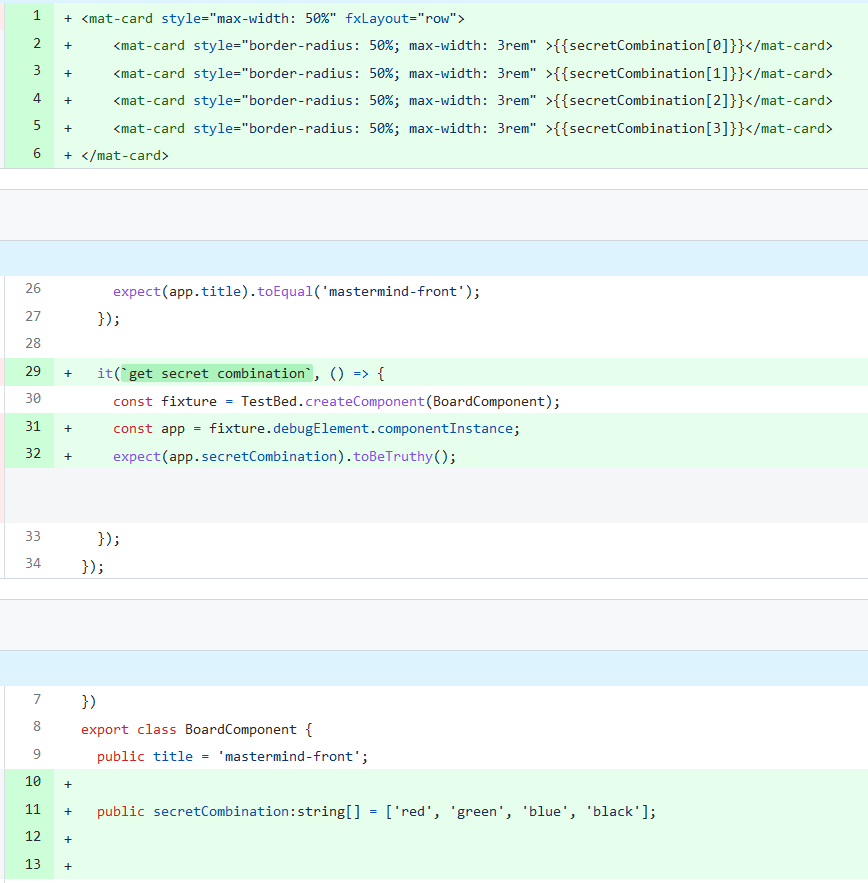 1 + <mat-card style="max-width: 50%" fxLayout="row">
2 +     <mat-card style="border-radius: 50%; max-width: 3rem" >{{secretCombination[0]}}</mat-card>
3 +     <mat-card style="border-radius: 50%; max-width: 3rem" >{{secretCombination[1]}}</mat-card>
4 +     <mat-card style="border-radius: 50%; max-width: 3rem" >{{secretCombination[2]}}</mat-card>
5 +     <mat-card style="border-radius: 50%; max-width: 3rem" >{{secretCombination[3]}}</mat-card>
6 + </mat-card>
26     expect(app.title).toEqual('mastermind-front');
27   });
28
29 +   it(`get secret combination`, () => {
30     const fixture = TestBed.createComponent(BoardComponent);
31 +     const app = fixture.debugElement.componentInstance;
32 +     expect(app.secretCombination).toBeTruthy();
33   });
34 });
7 })
8 export class BoardComponent {
9   public title = 'mastermind-front';
10 +
11 +   public secretCombination:string[] = ['red', 'green', 'blue', 'black'];
12 +
13 +